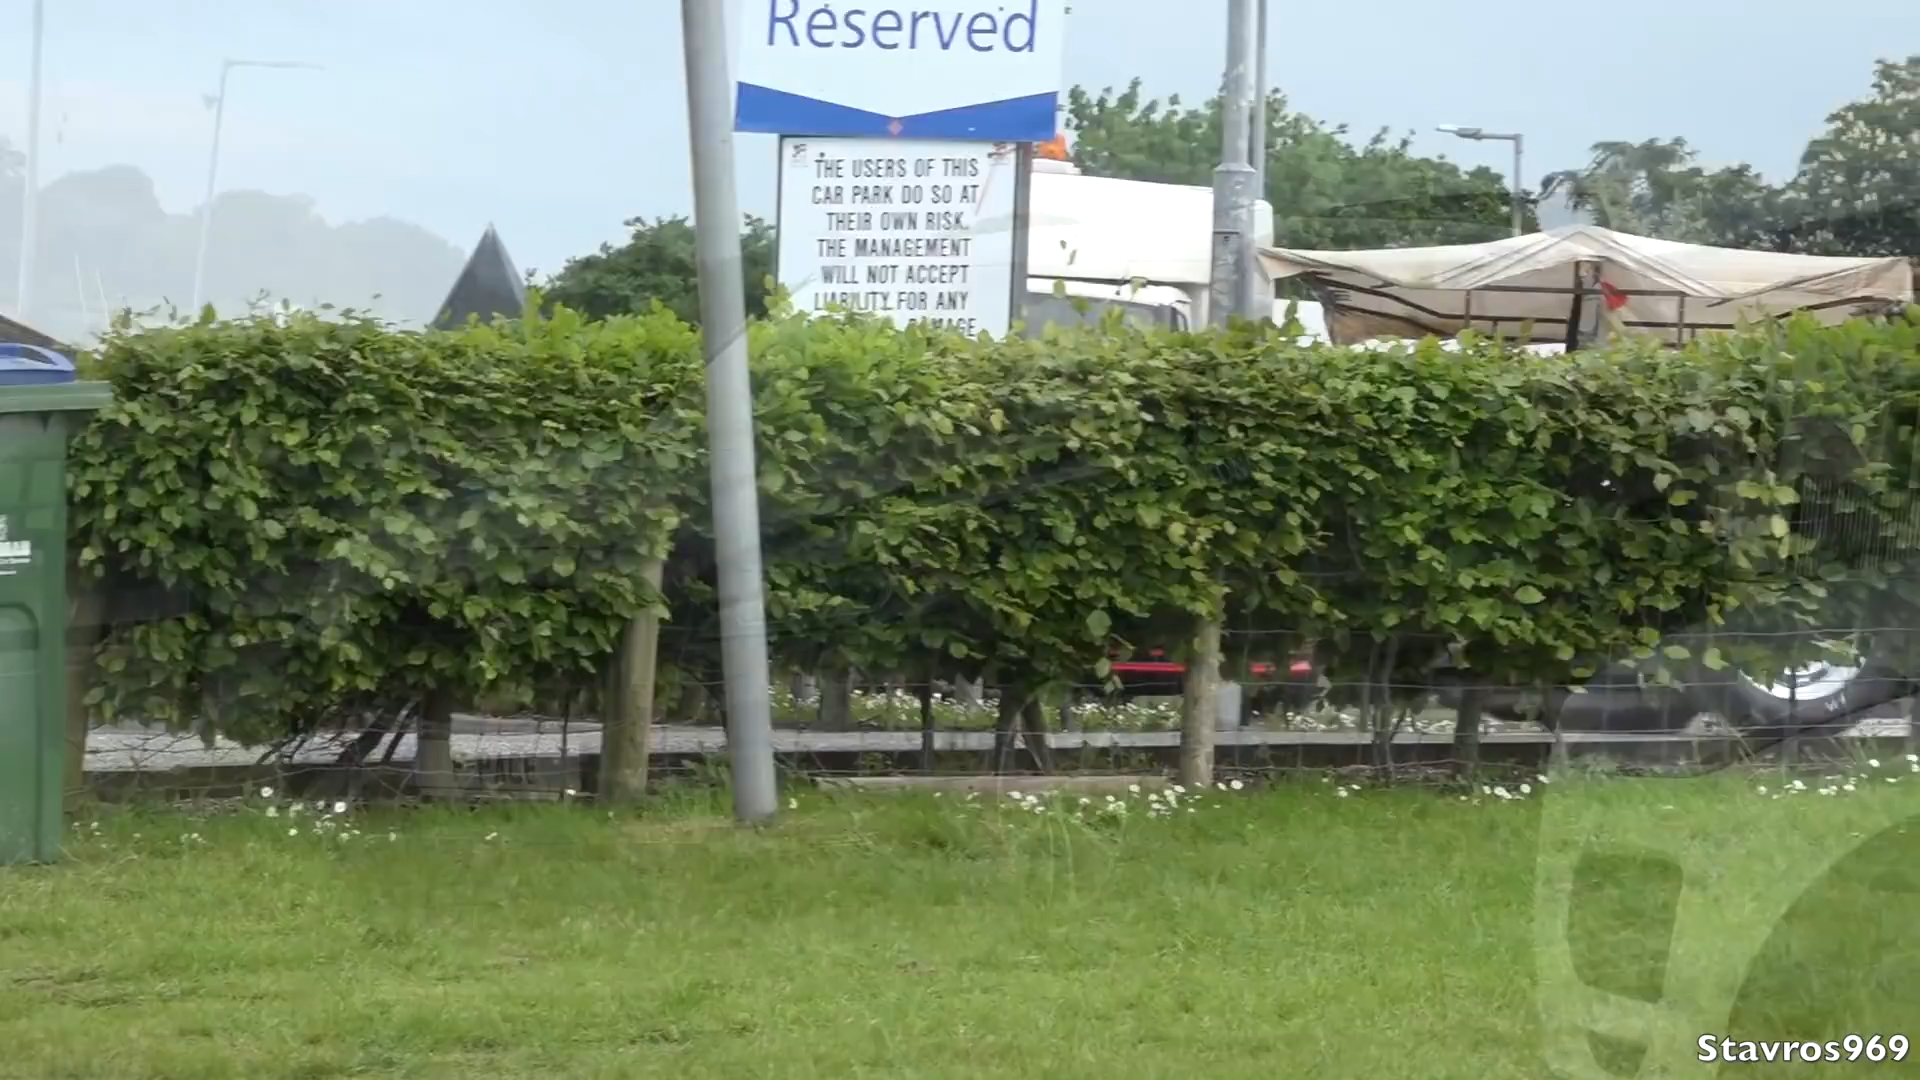 Reserved
THE USERS OF THIS
CAR PARK DO SO AT
THEIR OWN RISK.
THE MANAGEMENT
WILL NOT ACCEPT
LIABILITY FOR ANY
DAMAGE
Stavros969